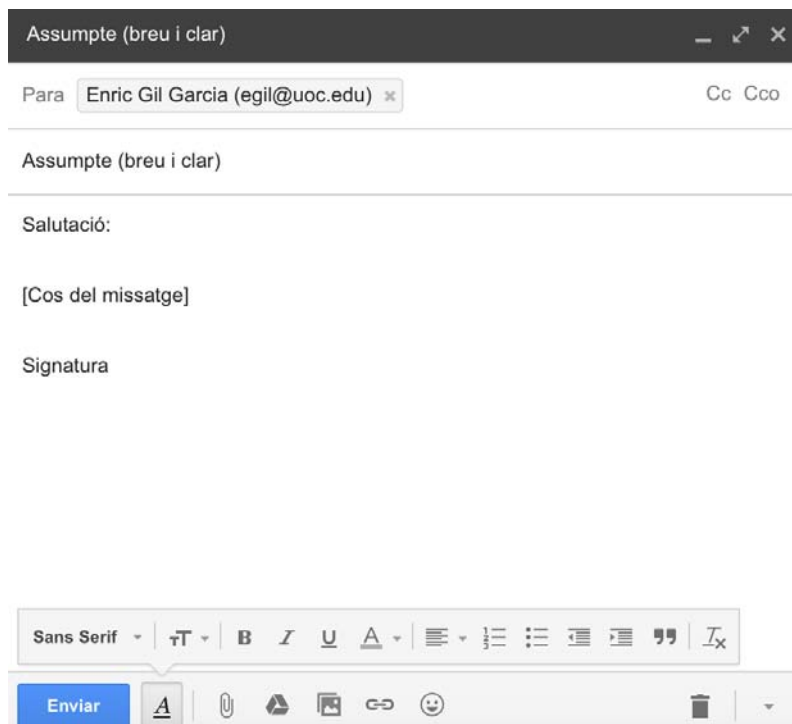 Assumpte (breu i clar)
Para Enric Gil Garcia (egil@uoc.edu) Cc Cco
Assumpte (breu i clar)
Salutació:
[Cos del missatge]
Signatura
Sans Serif
Enviar